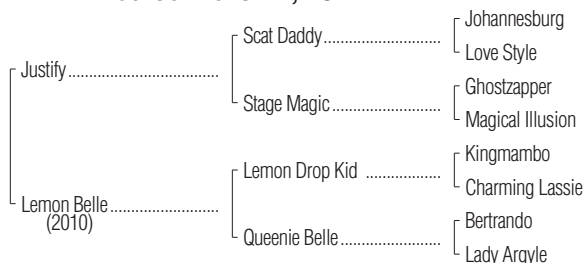 Johannesburg
Scat Daddy
Love Style
Justify
Ghostzapper
Stage Magic
Magical Illusion
Kingmambo
Lemon Drop Kid
Charming Lassie
Lemon Belle
(2010)
Bertrando
Queenie Belle
Lady Argyle